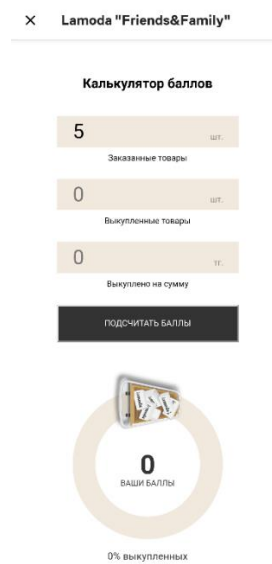 × Lamoda "Friends&Family"
Калькулятор баллов
5 шт.
Заказанные товары
0 шт.
Выкупленные товары
0 тг.
Выкуплено на сумму
ПОДСЧИТАТЬ БАЛЛЫ
0
ВАШИ БАЛЛЫ
0% выкупленных